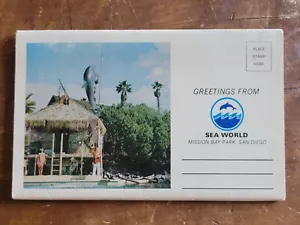 PLACE
STAMP
HERE
GREETINGS FROM
SEA WORLD
MISSION BAY PARK · SAN DIEGO